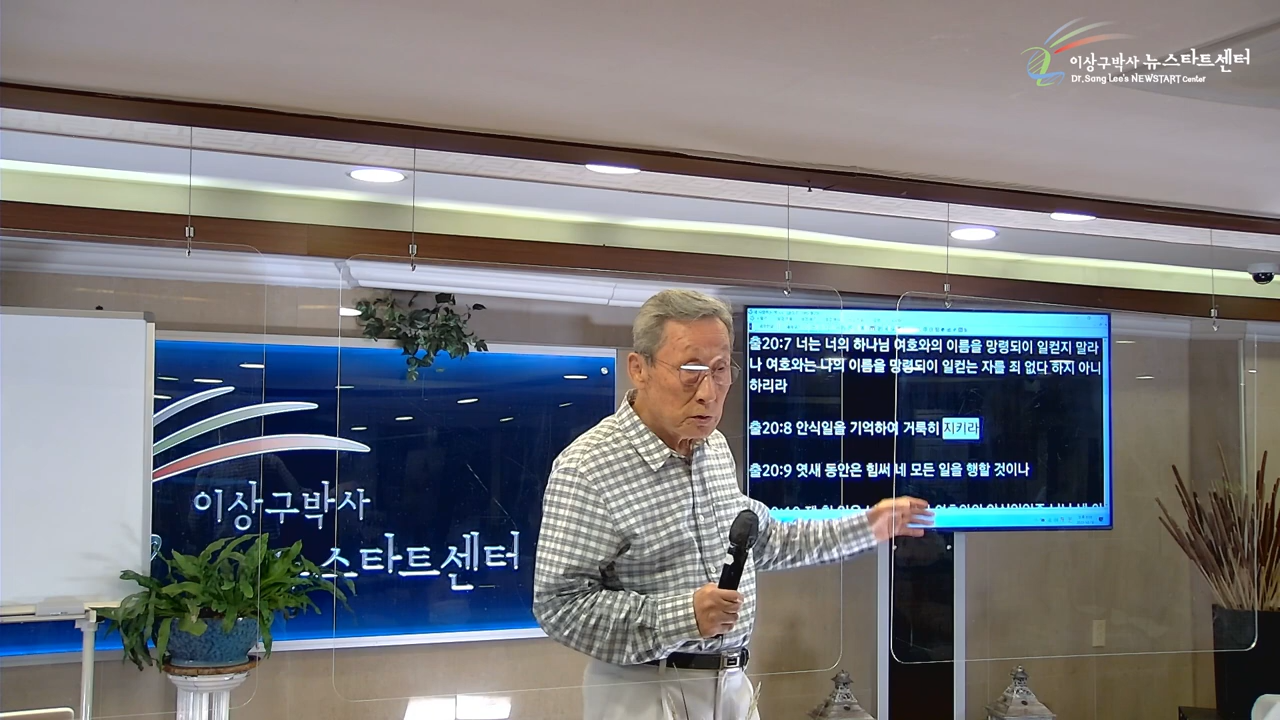 이상구박사 뉴스타트센터
Dr. Sang Lee's NEWSTART Center
출20:7 너는 너의 하나님 여호와의 이름을 망령되이 일컫지 말라
나 여호와는 나의 이름을 망령되이 일컫는 자를 죄 없다 하지 아니
하리라
출20:8 안식일을 기억하여 거룩히 지키라
출20:9 엿새 동안은 힘써 네 모든 일을 행할 것이나
이상구박사
스타트센터